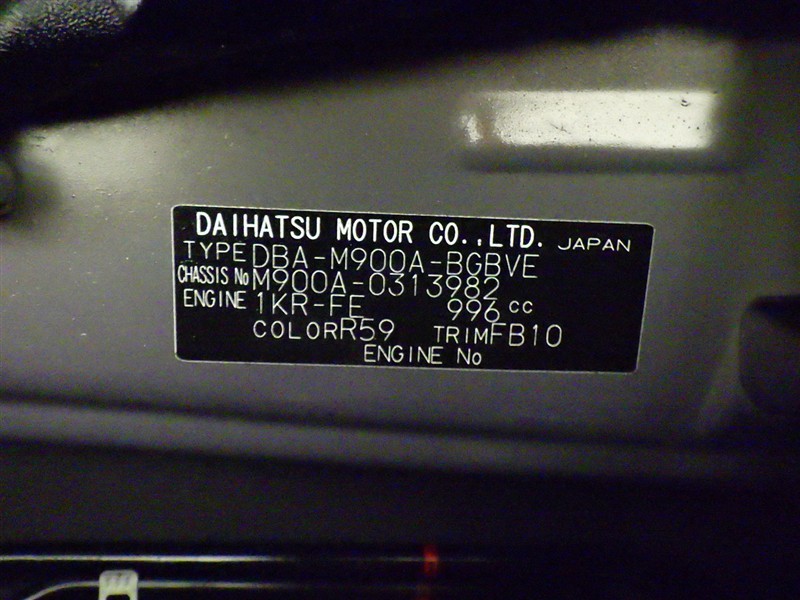 DAIHATSU MOTOR CO.,LTD. JAPAN
TYPE DBA-M900A-BGBVE
CHASSIS No M900A-0313982
ENGINE 1KR-FE 996 cc
COLOR R59 TRIM FB10
ENGINE No